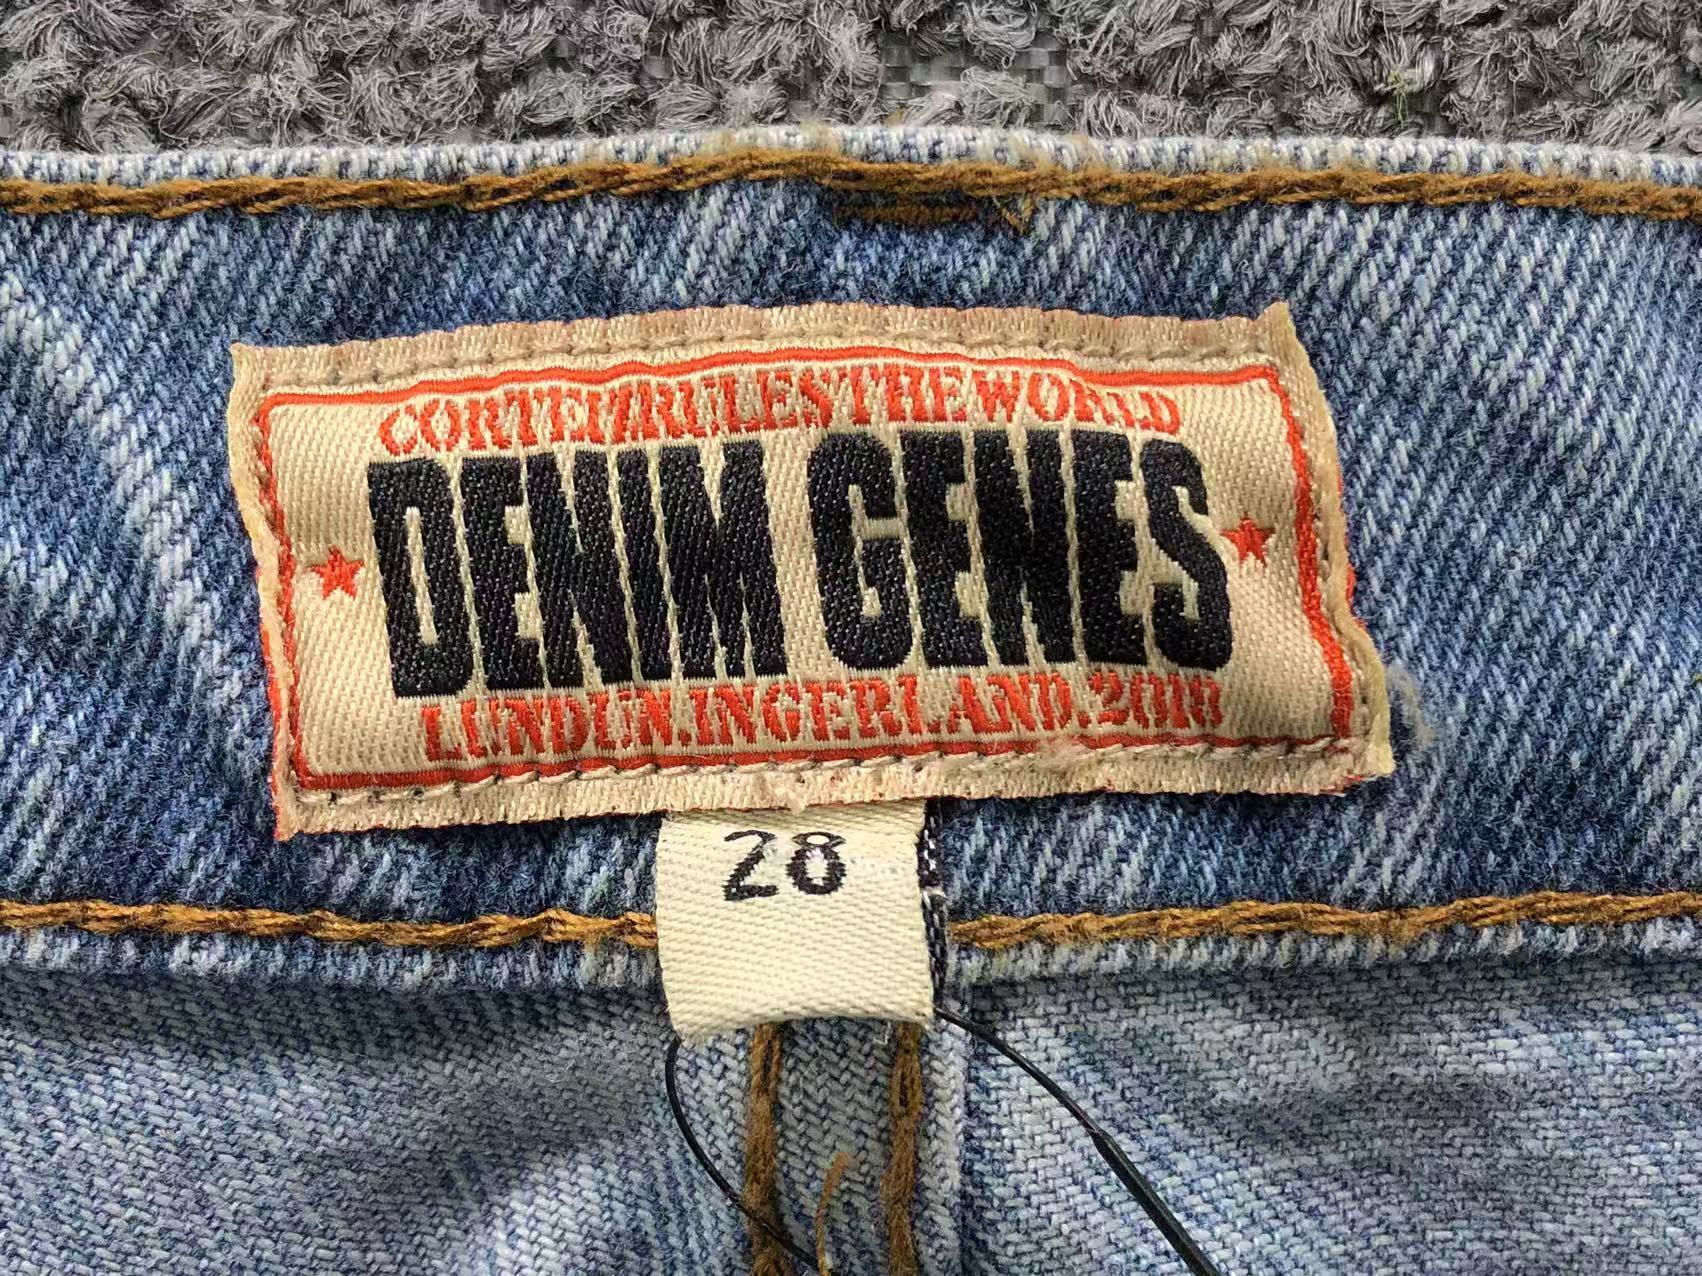 CORTEIZRULESTHEWORLD
DENIM GENES
LUNDUN.INGERLAND.2018
28